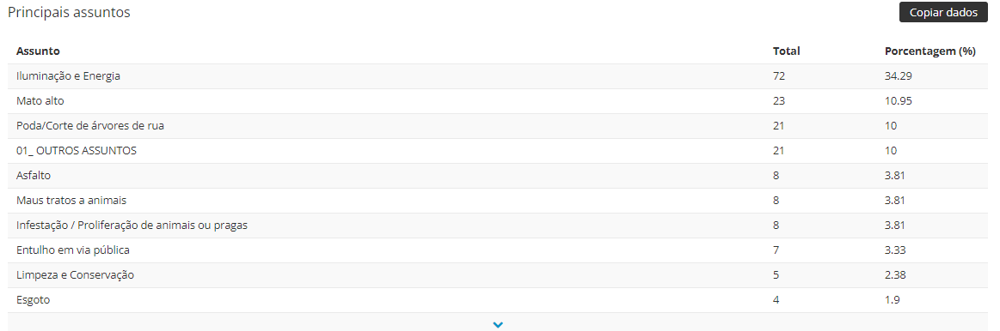 Principais assuntos
Copiar dados
Assunto Total Porcentagem (%)
Iluminação e Energia 72 34.29
Mato alto 23 10.95
Poda/Corte de árvores de rua 21 10
01_ OUTROS ASSUNTOS 21 10
Asfalto 8 3.81
Maus tratos a animais 8 3.81
Infestação / Proliferação de animais ou pragas 8 3.81
Entulho em via pública 7 3.33
Limpeza e Conservação 5 2.38
Esgoto 4 1.9